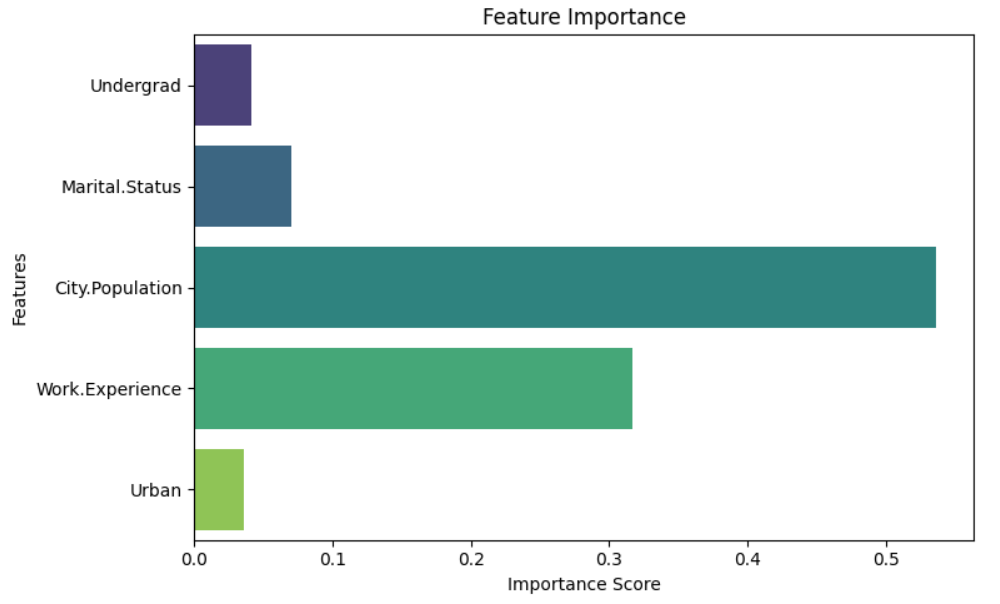 Feature Importance
Features
Undergrad
Marital.Status
City.Population
Work.Experience
Urban
0.0 0.1 0.2 0.3 0.4 0.5
Importance Score